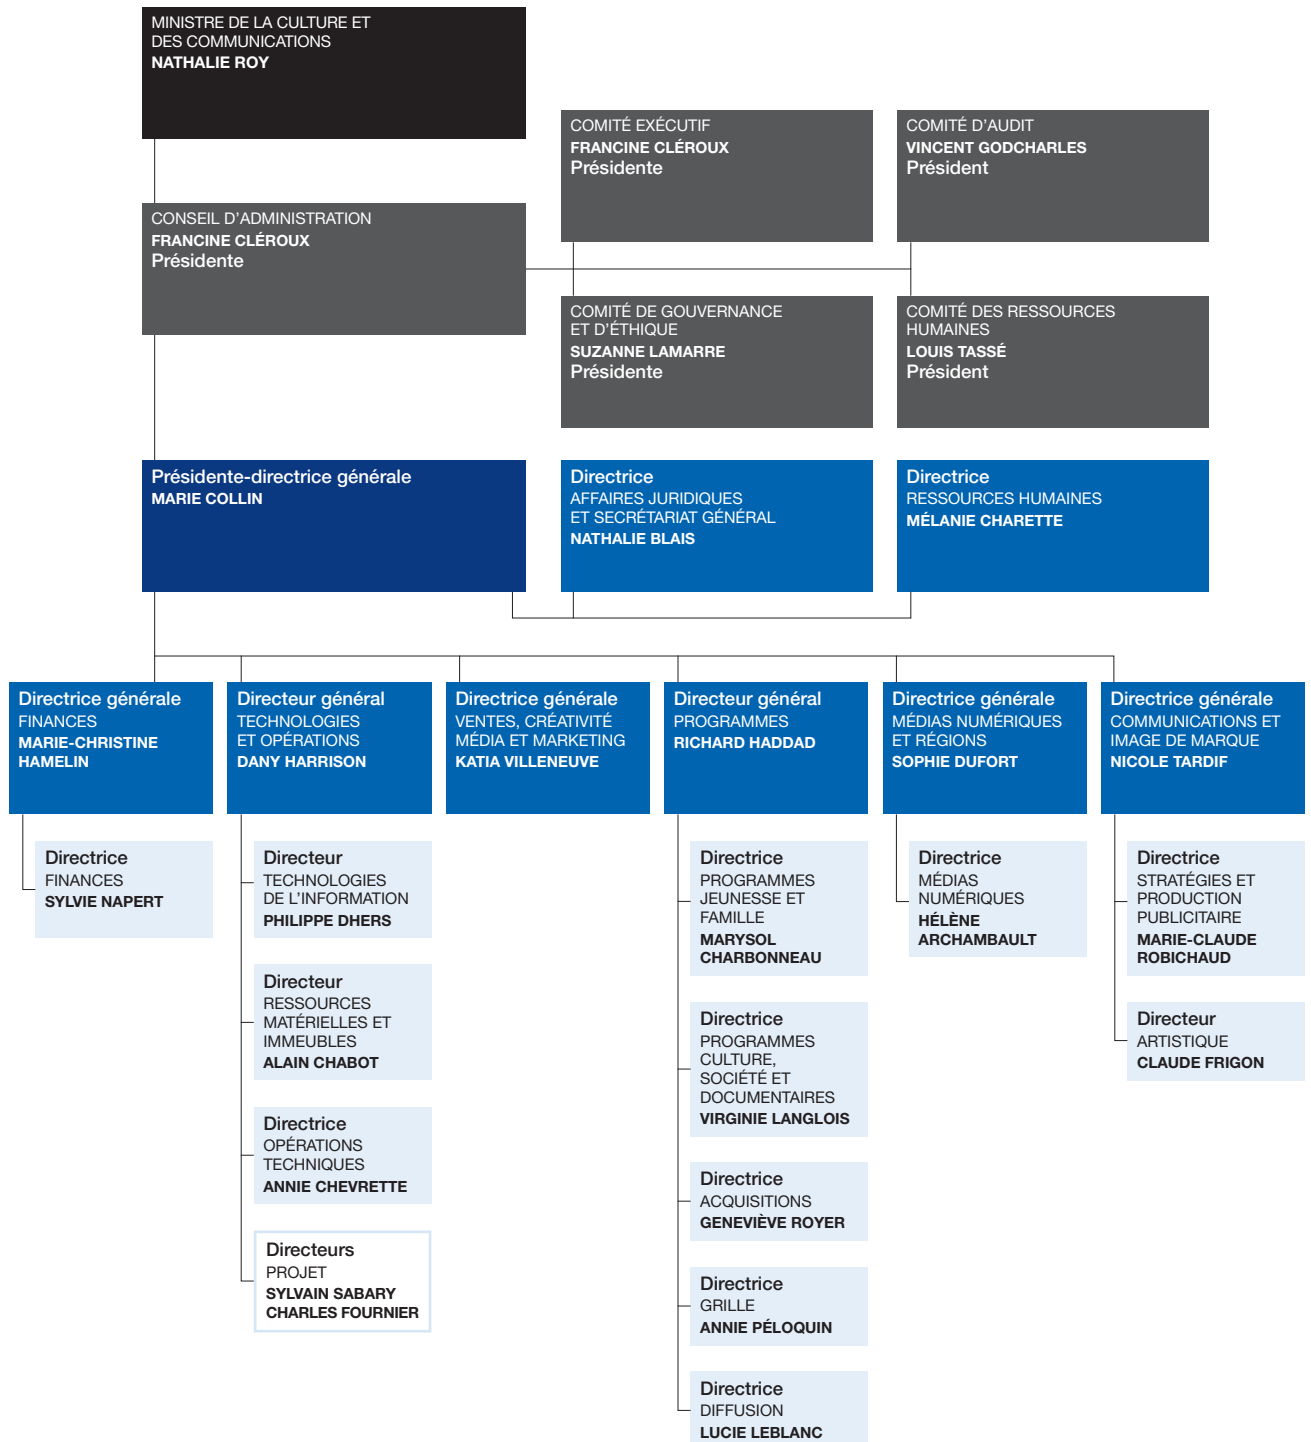 MINISTRE DE LA CULTURE ET
DES COMMUNICATIONS
NATHALIE ROY
COMITÉ EXÉCUTIF
FRANCINE CLÉROUX
Présidente
COMITÉ D’AUDIT
VINCENT GODCHARLES
Président
CONSEIL D’ADMINISTRATION
FRANCINE CLÉROUX
Présidente
COMITÉ DE GOUVERNANCE
ET D’ÉTHIQUE
SUZANNE LAMARRE
Présidente
COMITÉ DES RESSOURCES
HUMAINES
LOUIS TASSÉ
Président
Présidente-directrice générale
MARIE COLLIN
Directrice
AFFAIRES JURIDIQUES
ET SECRÉTARIAT GÉNÉRAL
NATHALIE BLAIS
Directrice
RESSOURCES HUMAINES
MÉLANIE CHARETTE
Directrice générale
FINANCES
MARIE-CHRISTINE
HAMELIN
Directeur général
TECHNOLOGIES
ET OPÉRATIONS
DANY HARRISON
Directrice générale
VENTES, CRÉATIVITÉ
MÉDIA ET MARKETING
KATIA VILLENEUVE
Directeur général
PROGRAMMES
RICHARD HADDAD
Directrice générale
MÉDIAS NUMÉRIQUES
ET RÉGIONS
SOPHIE DUFORT
Directrice générale
COMMUNICATIONS ET
IMAGE DE MARQUE
NICOLE TARDIF
Directrice
FINANCES
SYLVIE NAPERT
Directeur
TECHNOLOGIES
DE L’INFORMATION
PHILIPPE DHERS
Directeur
RESSOURCES
MATÉRIELLES ET
IMMEUBLES
ALAIN CHABOT
Directrice
OPÉRATIONS
TECHNIQUES
ANNIE CHEVRETTE
Directeurs
PROJET
SYLVAIN SABARY
CHARLES FOURNIER
Directrice
PROGRAMMES
JEUNESSE ET
FAMILLE
MARYSOL
CHARBONNEAU
Directrice
PROGRAMMES
CULTURE,
SOCIÉTÉ ET
DOCUMENTAIRES
VIRGINIE LANGLOIS
Directrice
ACQUISITIONS
GENEVIÈVE ROYER
Directrice
GRILLE
ANNIE PÉLOQUIN
Directrice
DIFFUSION
LUCIE LEBLANC
Directrice
MÉDIAS
NUMÉRIQUES
HÉLÈNE
ARCHAMBAULT
Directrice
STRATÉGIES ET
PRODUCTION
PUBLICITAIRE
MARIE-CLAUDE
ROBICHAUD
Directeur
ARTISTIQUE
CLAUDE FRIGON